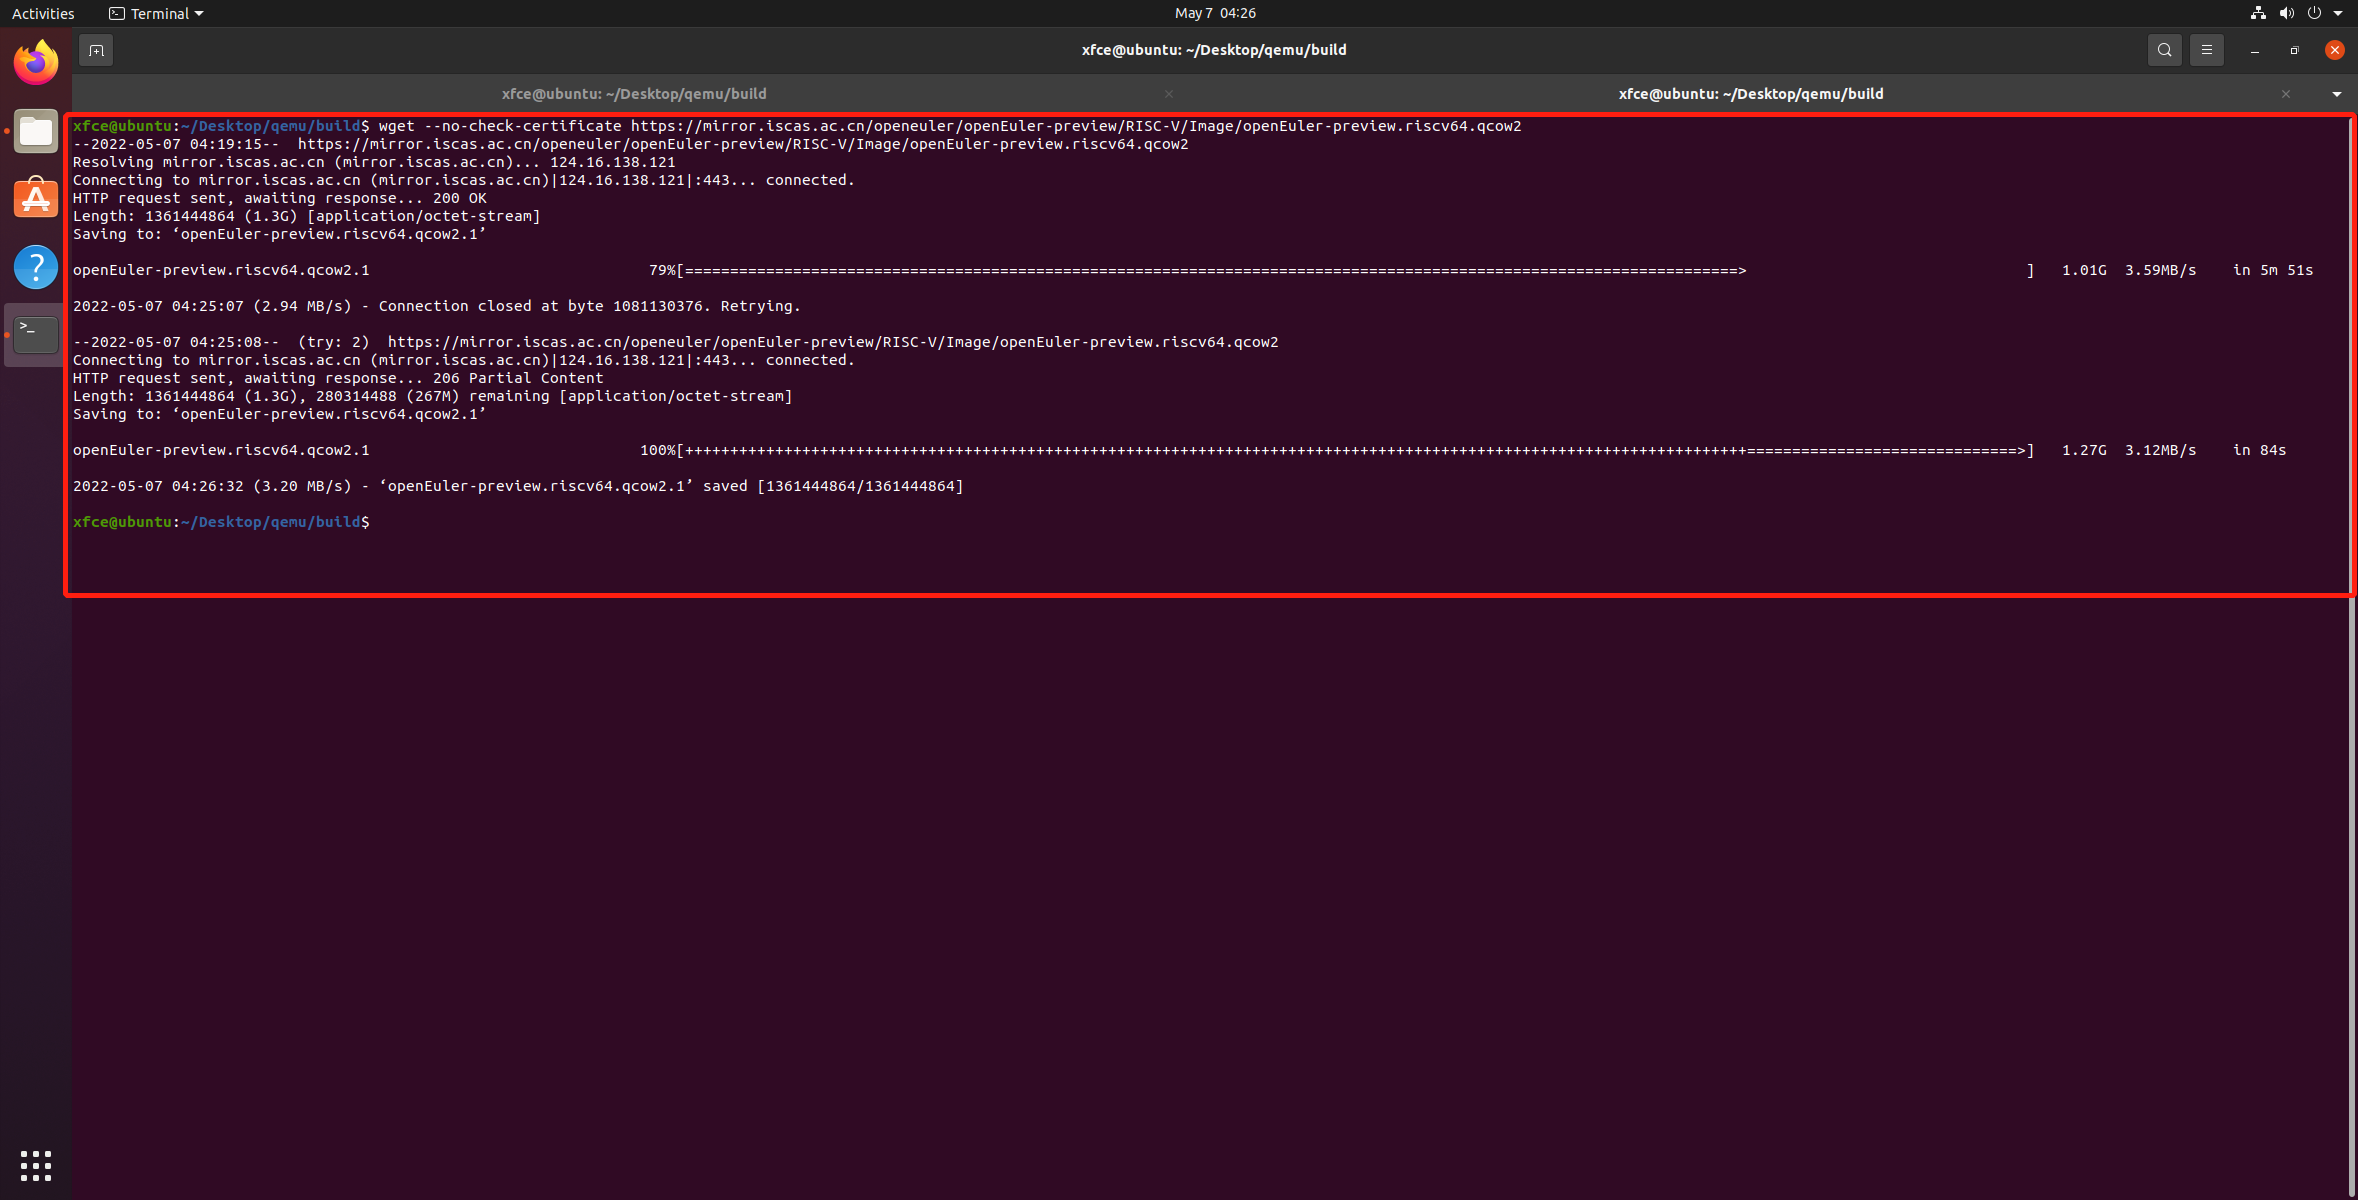 Activities
Terminal
May 7 04:26
xfce@ubuntu: ~/Desktop/qemu/build
xfce@ubuntu: ~/Desktop/qemu/build
xfce@ubuntu: ~/Desktop/qemu/build
xfce@ubuntu:~/Desktop/qemu/build$ wget --no-check-certificate https://mirror.iscas.ac.cn/openeuler/openEuler-preview/RISC-V/Image/openEuler-preview.riscv64.qcow2
--2022-05-07 04:19:15--  https://mirror.iscas.ac.cn/openeuler/openEuler-preview/RISC-V/Image/openEuler-preview.riscv64.qcow2
Resolving mirror.iscas.ac.cn (mirror.iscas.ac.cn)... 124.16.138.121
Connecting to mirror.iscas.ac.cn (mirror.iscas.ac.cn)|124.16.138.121|:443... connected.
HTTP request sent, awaiting response... 200 OK
Length: 1361444864 (1.3G) [application/octet-stream]
Saving to: ‘openEuler-preview.riscv64.qcow2.1’
openEuler-preview.riscv64.qcow2.1 79%[=====================================================================================================================> ] 1.01G 3.59MB/s in 5m 51s
2022-05-07 04:25:07 (2.94 MB/s) - Connection closed at byte 1081130376. Retrying.
--2022-05-07 04:25:08--  (try: 2)  https://mirror.iscas.ac.cn/openeuler/openEuler-preview/RISC-V/Image/openEuler-preview.riscv64.qcow2
Connecting to mirror.iscas.ac.cn (mirror.iscas.ac.cn)|124.16.138.121|:443... connected.
HTTP request sent, awaiting response... 206 Partial Content
Length: 1361444864 (1.3G), 280314488 (267M) remaining [application/octet-stream]
Saving to: ‘openEuler-preview.riscv64.qcow2.1’
openEuler-preview.riscv64.qcow2.1 100%[++++++++++++++++++++++++++++++++++++++++++++++++++++++++++++++++++++++++++++++++++++++++++++++++++++++++++++++++++++++==============================>] 1.27G 3.12MB/s in 84s
2022-05-07 04:26:32 (3.20 MB/s) - ‘openEuler-preview.riscv64.qcow2.1’ saved [1361444864/1361444864]
xfce@ubuntu:~/Desktop/qemu/build$